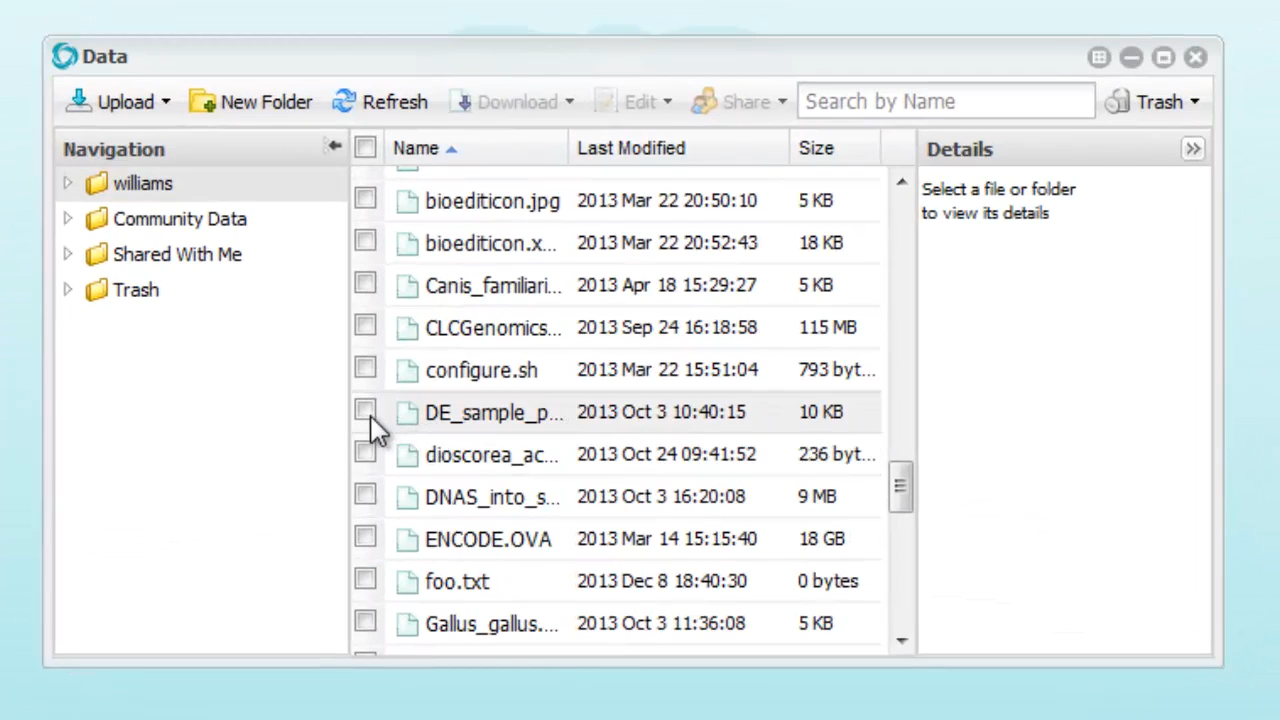 Data
Upload New Folder Refresh Download Edit Share Search by Name Trash
Navigation Name Last Modified Size Details
williams
Community Data
Shared With Me
Trash
bioediticon.jpg 2013 Mar 22 20:50:10 5 KB
bioediticon.x... 2013 Mar 22 20:52:43 18 KB
Canis_familiari... 2013 Apr 18 15:29:27 5 KB
CLCGenomics... 2013 Sep 24 16:18:58 115 MB
configure.sh 2013 Mar 22 15:51:04 793 byt...
DE_sample_p... 2013 Oct 3 10:40:15 10 KB
dioscorea_ac... 2013 Oct 24 09:41:52 236 byt...
DNAS_into_s... 2013 Oct 3 16:20:08 9 MB
ENCODE.OVA 2013 Mar 14 15:15:40 18 GB
foo.txt 2013 Dec 8 18:40:30 0 bytes
Gallus_gallus.... 2013 Oct 3 11:36:08 5 KB
Select a file or folder
to view its details